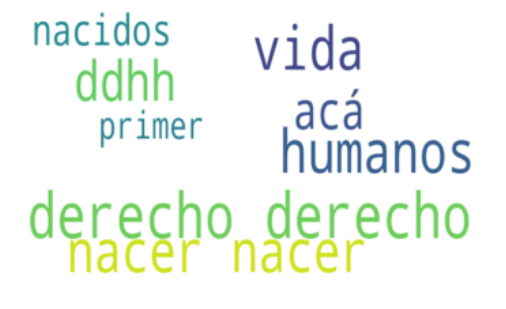 nacidos
vida
ddhh
acá
primer
humanos
derecho derecho
nacer nacer